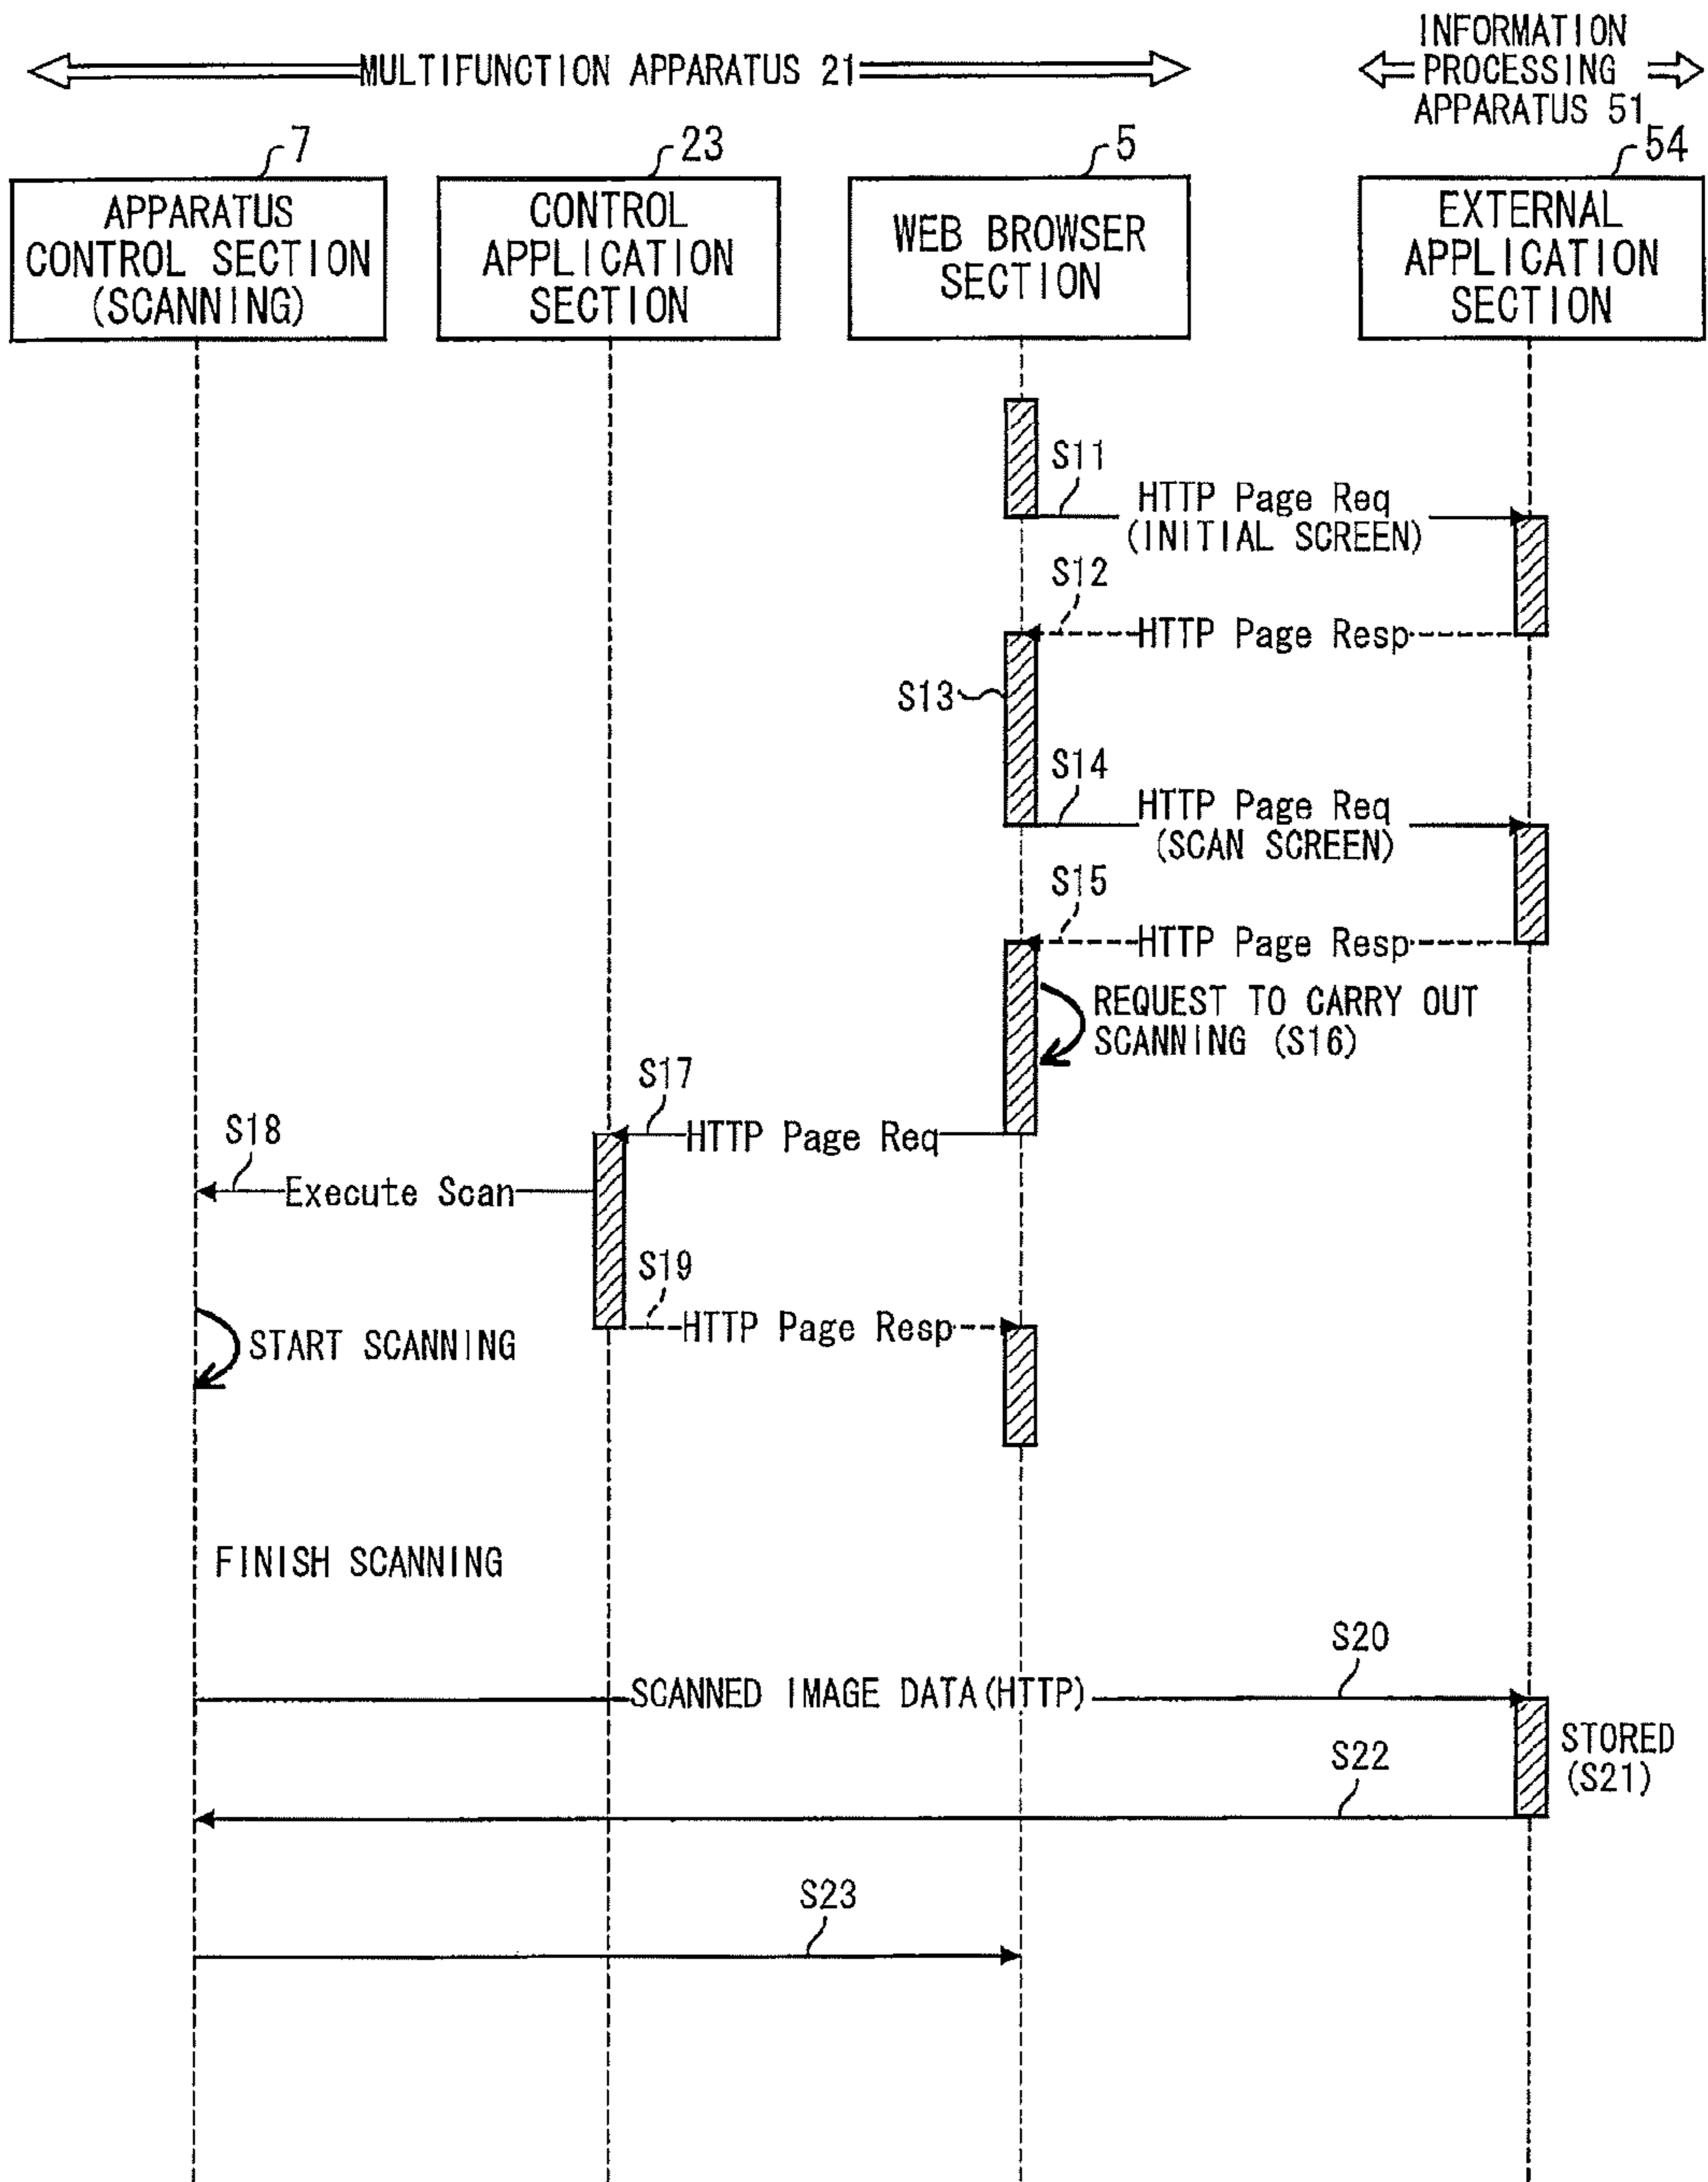 MULTIFUNCTION APPARATUS 21
INFORMATION
PROCESSING
APPARATUS 51
7
23
5
54
APPARATUS
CONTROL SECTION
(SCANNING)
CONTROL
APPLICATION
SECTION
WEB BROWSER
SECTION
EXTERNAL
APPLICATION
SECTION
S11
HTTP Page Req
(INITIAL SCREEN)
S12
HTTP Page Resp
S13
S14
HTTP Page Req
(SCAN SCREEN)
S15
HTTP Page Resp
REQUEST TO CARRY OUT
SCANNING (S16)
S17
HTTP Page Req
S18
Execute Scan
S19
HTTP Page Resp
START SCANNING
FINISH SCANNING
S20
SCANNED IMAGE DATA(HTTP)
STORED
(S21)
S22
S23